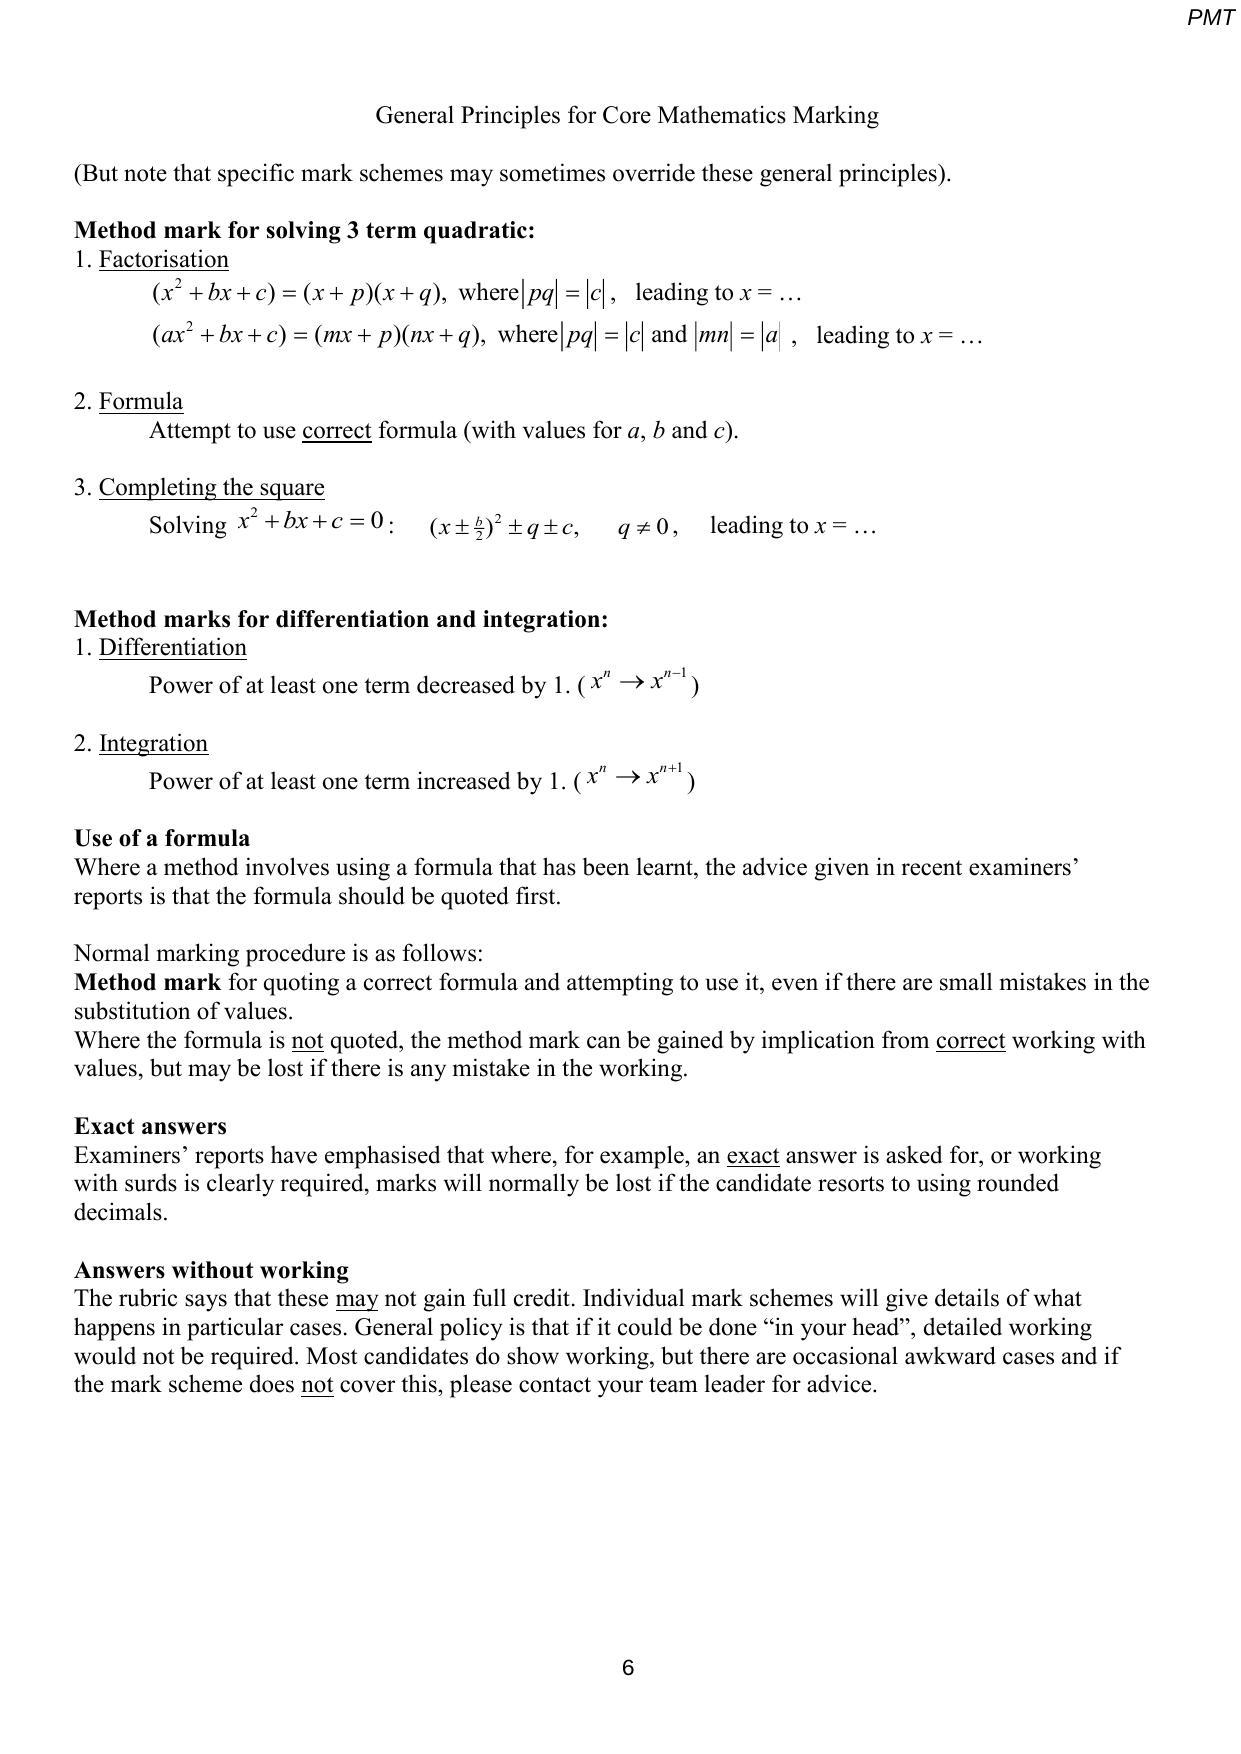 PMT
General Principles for Core Mathematics Marking
(But note that specific mark schemes may sometimes override these general principles).
Method mark for solving 3 term quadratic:
1. Factorisation
(x² + bx + c) = (x + p)(x + q), where |pq| = |c|, leading to x = …
(ax² + bx + c) = (mx + p)(nx + q), where |pq| = |c| and |mn| = |a| , leading to x = …
2. Formula
Attempt to use correct formula (with values for a, b and c).
3. Completing the square
Solving x² + bx + c = 0 : (x ± b/2)² ± q ± c, q ≠ 0 , leading to x = …
Method marks for differentiation and integration:
1. Differentiation
Power of at least one term decreased by 1. ( xⁿ → xⁿ⁻¹ )
2. Integration
Power of at least one term increased by 1. ( xⁿ → xⁿ⁺¹ )
Use of a formula
Where a method involves using a formula that has been learnt, the advice given in recent examiners’
reports is that the formula should be quoted first.
Normal marking procedure is as follows:
Method mark for quoting a correct formula and attempting to use it, even if there are small mistakes in the
substitution of values.
Where the formula is not quoted, the method mark can be gained by implication from correct working with
values, but may be lost if there is any mistake in the working.
Exact answers
Examiners’ reports have emphasised that where, for example, an exact answer is asked for, or working
with surds is clearly required, marks will normally be lost if the candidate resorts to using rounded
decimals.
Answers without working
The rubric says that these may not gain full credit. Individual mark schemes will give details of what
happens in particular cases. General policy is that if it could be done “in your head”, detailed working
would not be required. Most candidates do show working, but there are occasional awkward cases and if
the mark scheme does not cover this, please contact your team leader for advice.
6